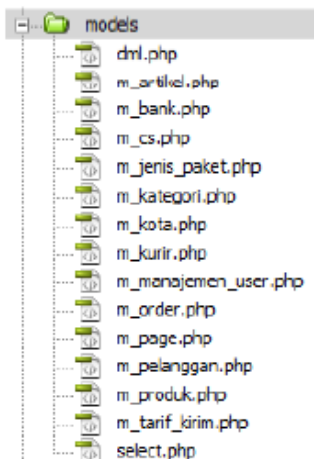 models
dml.php
m_artikel.php
m_bank.php
m_cs.php
m_jenis_paket.php
m_kategori.php
m_kota.php
m_kurir.php
m_manajemen_user.php
m_order.php
m_page.php
m_pelanggan.php
m_produk.php
m_tarif_kirim.php
select.php